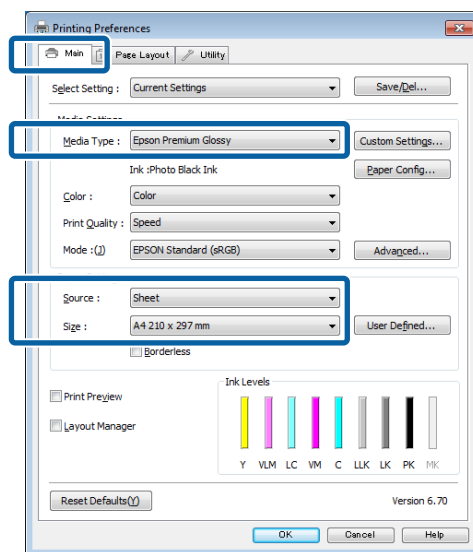 Printing Preferences
Main Page Layout Utility
Select Setting : Current Settings Save/Del...
Media Settings
Media Type : Epson Premium Glossy Custom Settings...
Ink :Photo Black Ink Paper Config...
Color : Color
Print Quality : Speed
Mode :(J) EPSON Standard (sRGB) Advanced...
Source : Sheet
Size : A4 210 x 297 mm User Defined...
Borderless
Print Preview
Layout Manager
Ink Levels
Y VLM LC VM C LLK LK PK MK
Reset Defaults(Y) Version 6.70
OK Cancel Help